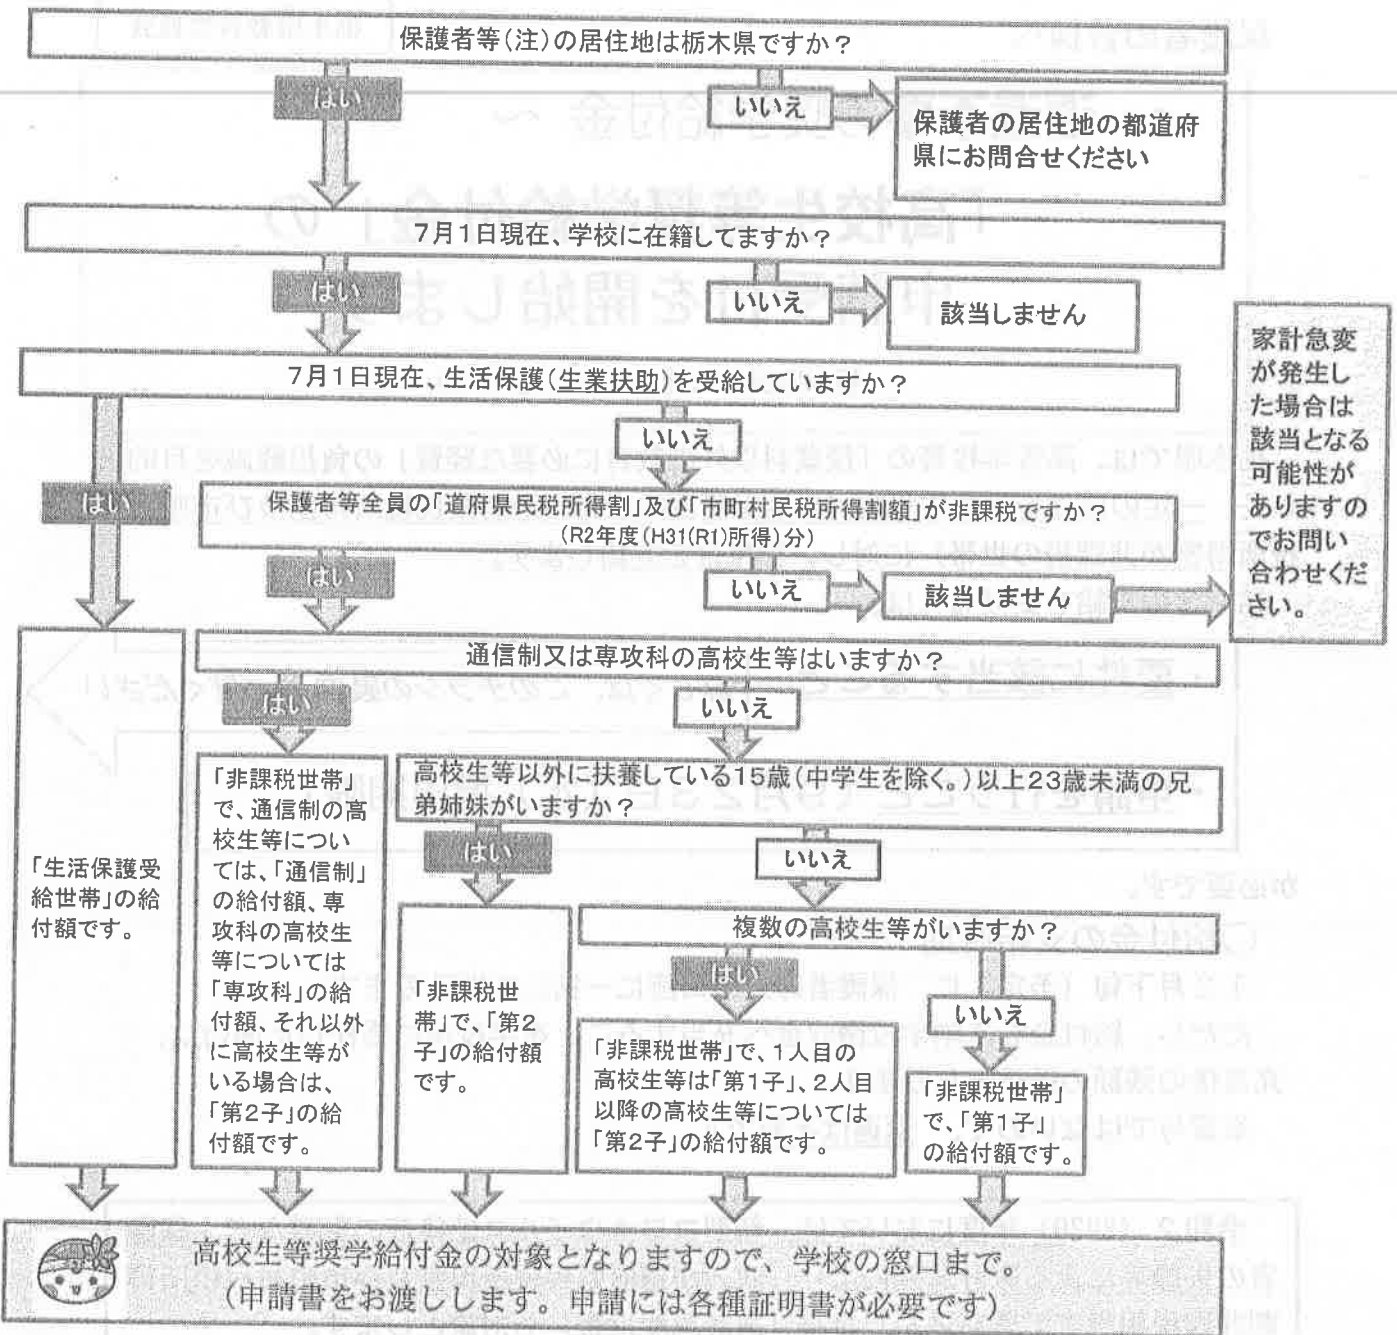 保護者等(注)の居住地は栃木県ですか?
はい
いいえ
保護者の居住地の都道府
県にお問合せください
7月1日現在、学校に在籍してますか?
はい
いいえ
該当しません
7月1日現在、生活保護(生業扶助)を受給していますか?
はい
いいえ
保護者等全員の「道府県民税所得割」及び「市町村民税所得割額」が非課税ですか?
(R2年度(H31(R1)所得)分)
はい
いいえ
該当しません
家計急変
が発生し
た場合は
該当となる
可能性が
ありますの
でお問い
合わせくだ
さい。
通信制又は専攻科の高校生等はいますか?
はい
いいえ
高校生等以外に扶養している15歳(中学生を除く。)以上23歳未満の兄
弟姉妹がいますか?
はい
いいえ
複数の高校生等がいますか?
はい
いいえ
「生活保護受
給世帯」の給
付額です。
「非課税世帯」
で、通信制の高
校生等につい
ては、「通信制」
の給付額、専
攻科の高校生
等については
「専攻科」の給
付額、それ以外
に高校生等が
いる場合は、
「第2子」の給
付額です。
「非課税世
帯」で、「第2
子」の給付額
です。
「非課税世帯」で、1人目の
高校生等は「第1子」、2人目
以降の高校生等については
「第2子」の給付額です。
「非課税世帯」
で、「第1子」
の給付額です。
高校生等奨学給付金の対象となりますので、学校の窓口まで。
(申請書をお渡しします。申請には各種証明書が必要です)